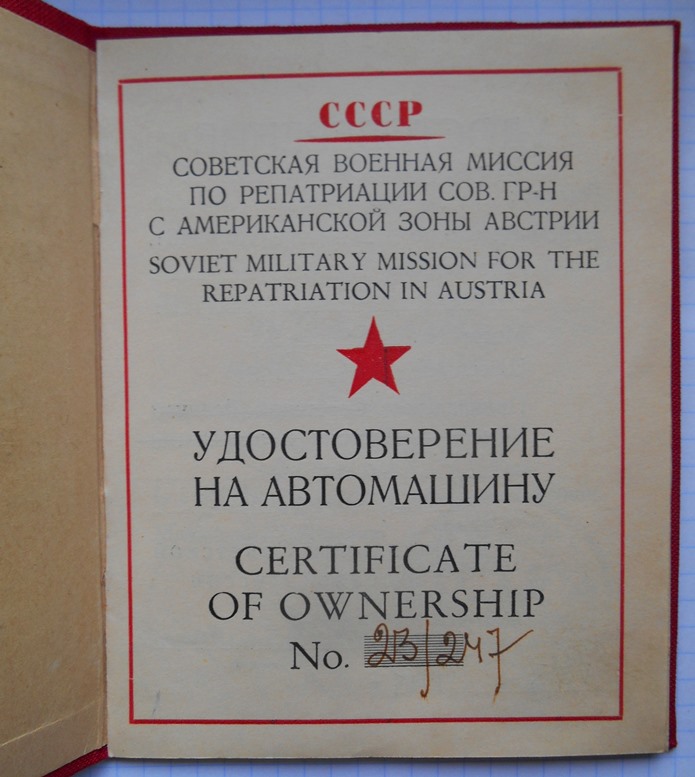 СССР
СОВЕТСКАЯ ВОЕННАЯ МИССИЯ
ПО РЕПАТРИАЦИИ СОВ. ГР-Н
С АМЕРИКАНСКОЙ ЗОНЫ АВСТРИИ
SOVIET MILITARY MISSION FOR THE
REPATRIATION IN AUSTRIA
УДОСТОВЕРЕНИЕ
НА АВТОМАШИНУ
CERTIFICATE
OF OWNERSHIP
No. 23/247